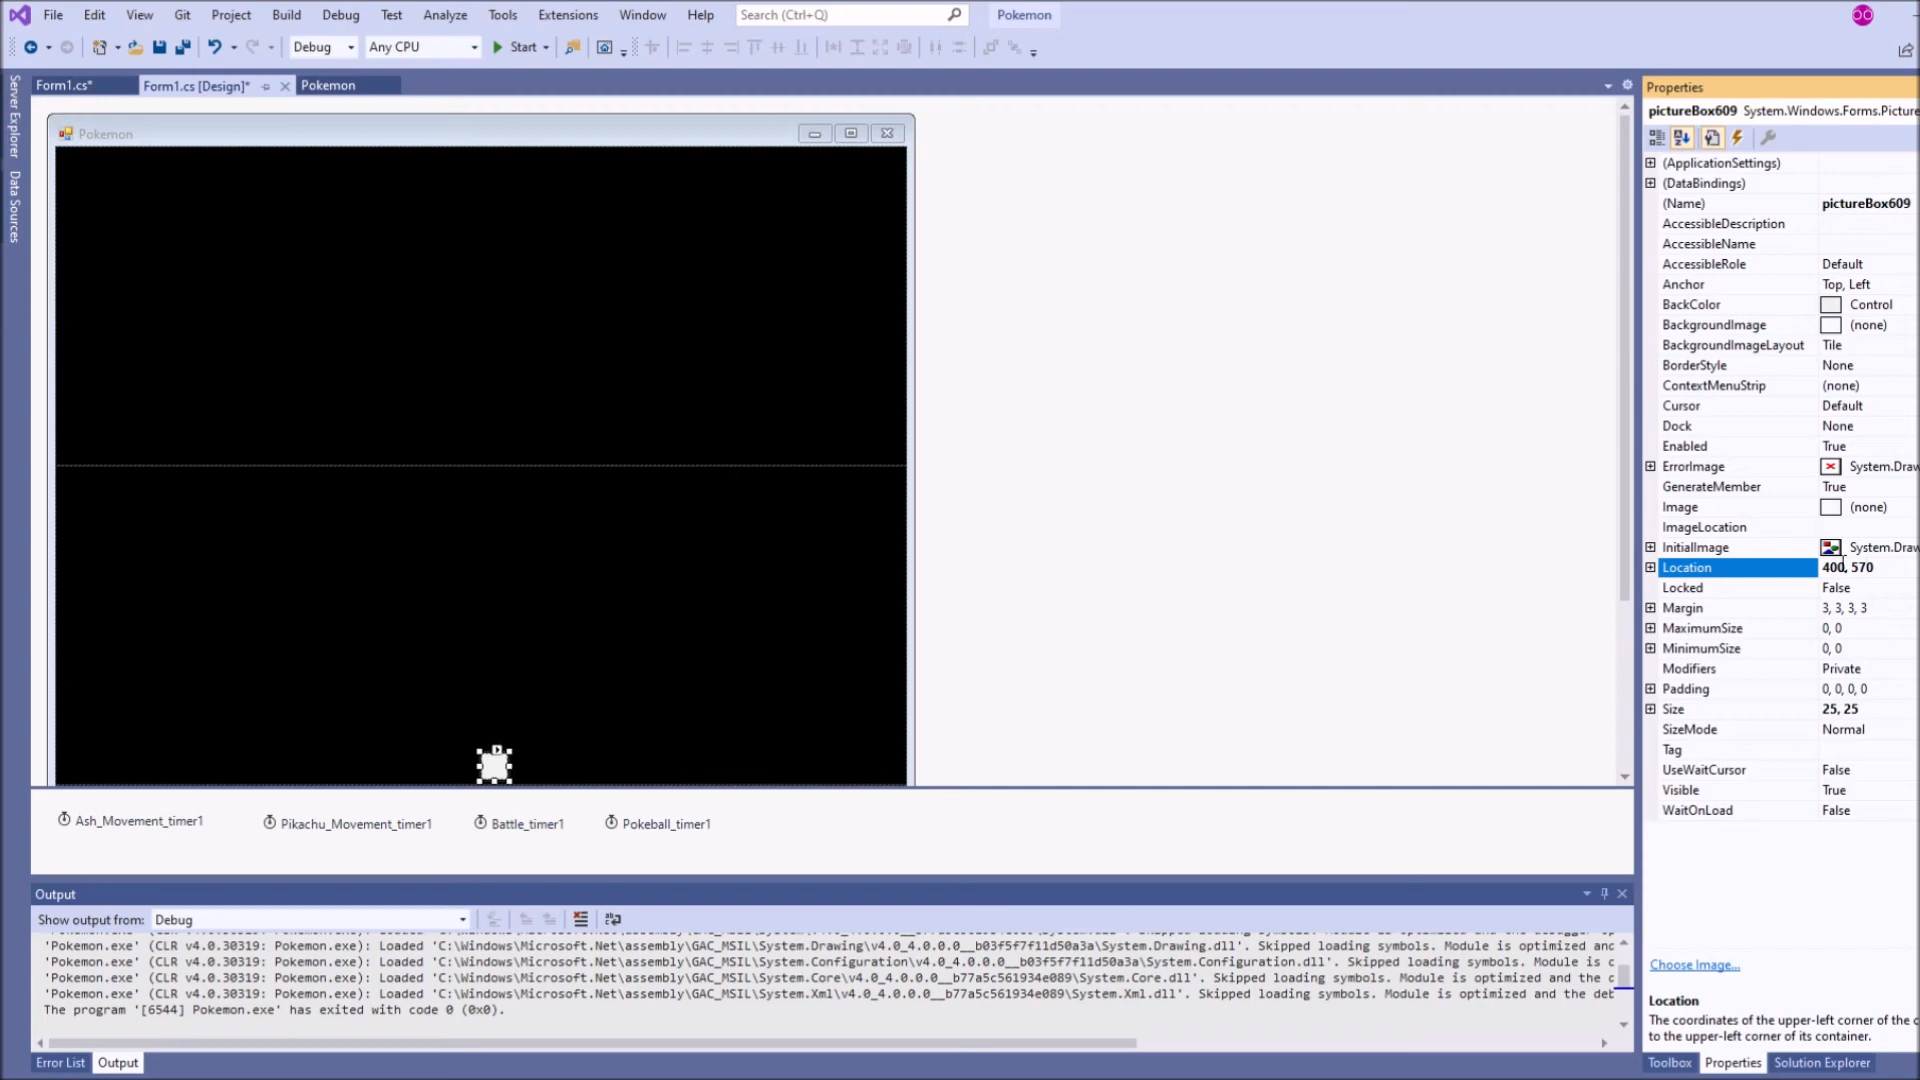 File Edit View Git Project Build Debug Test Analyze Tools Extensions Window Help Search (Ctrl+Q) Pokemon
Debug Any CPU Start
Server Explorer
Data Sources
Form1.cs* Form1.cs [Design]* Pokemon
Pokemon
Ash_Movement_timer1 Pikachu_Movement_timer1 Battle_timer1 Pokeball_timer1
Output
Show output from: Debug
'Pokemon.exe' (CLR v4.0.30319: Pokemon.exe): Loaded 'C:\Windows\Microsoft.Net\assembly\GAC_MSIL\System.Drawing\v4.0_4.0.0.0__b03f5f7f11d50a3a\System.Drawing.dll'. Skipped loading symbols. Module is optimized and
'Pokemon.exe' (CLR v4.0.30319: Pokemon.exe): Loaded 'C:\Windows\Microsoft.Net\assembly\GAC_MSIL\System.Configuration\v4.0_4.0.0.0__b03f5f7f11d50a3a\System.Configuration.dll'. Skipped loading symbols. Module is o
'Pokemon.exe' (CLR v4.0.30319: Pokemon.exe): Loaded 'C:\Windows\Microsoft.Net\assembly\GAC_MSIL\System.Core\v4.0_4.0.0.0__b77a5c561934e089\System.Core.dll'. Skipped loading symbols. Module is optimized and the d
'Pokemon.exe' (CLR v4.0.30319: Pokemon.exe): Loaded 'C:\Windows\Microsoft.Net\assembly\GAC_MSIL\System.Xml\v4.0_4.0.0.0__b77a5c561934e089\System.Xml.dll'. Skipped loading symbols. Module is optimized and the deb
The program '[6544] Pokemon.exe' has exited with code 0 (0x0).
Error List Output
Properties
pictureBox609 System.Windows.Forms.Picture
(ApplicationSettings)
(DataBindings)
(Name) pictureBox609
AccessibleDescription
AccessibleName
AccessibleRole Default
Anchor Top, Left
BackColor Control
BackgroundImage (none)
BackgroundImageLayout Tile
BorderStyle None
ContextMenuStrip (none)
Cursor Default
Dock None
Enabled True
ErrorImage System.Draw
GenerateMember True
Image (none)
ImageLocation
InitialImage System.Draw
Location 400, 570
Locked False
Margin 3, 3, 3, 3
MaximumSize 0, 0
MinimumSize 0, 0
Modifiers Private
Padding 0, 0, 0, 0
Size 25, 25
SizeMode Normal
Tag
UseWaitCursor False
Visible True
WaitOnLoad False
Choose Image...
Location
The coordinates of the upper-left corner of the c
to the upper-left corner of its container.
Toolbox Properties Solution Explorer